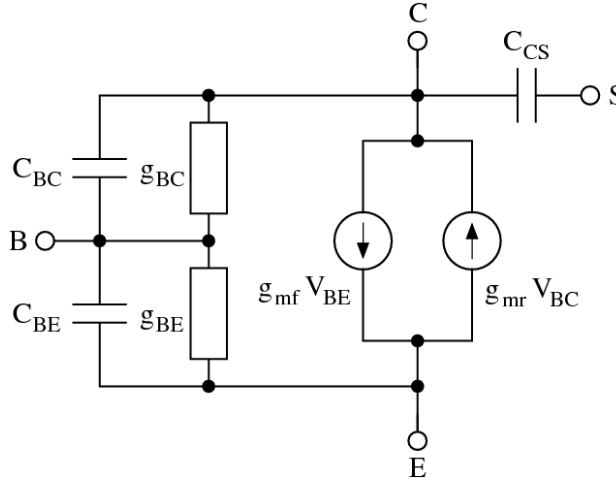 C
C_CS
S
C_BC
g_BC
B
g_mf V_BE
g_mr V_BC
C_BE
g_BE
E